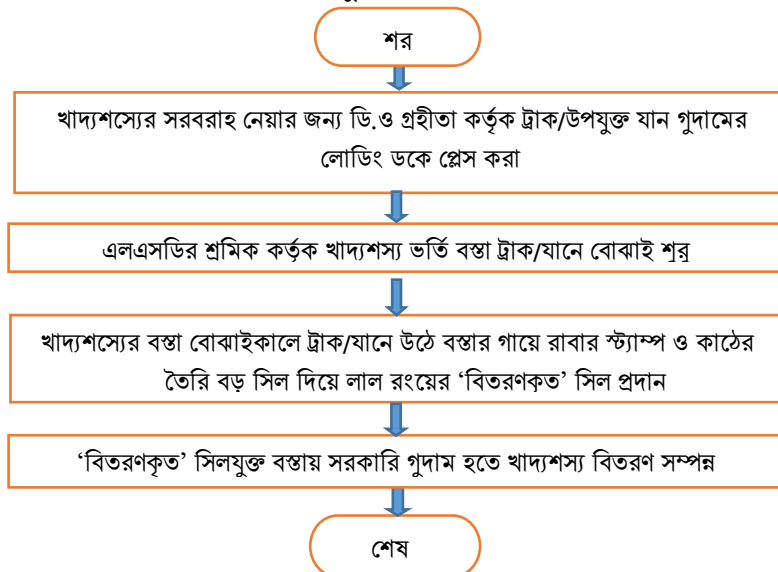 শর
খাদ্যশস্যের সরবরাহ নেয়ার জন্য ডি.ও গ্রহীতা কর্তৃক ট্রাক/উপযুক্ত যান গুদামের
লোডিং ডকে প্লেস করা
এলএসডির শ্রমিক কর্তৃক খাদ্যশস্য ভর্তি বস্তা ট্রাক/যানে বোঝাই শুরু
খাদ্যশস্যের বস্তা বোঝাইকালে ট্রাক/যানে উঠে বস্তার গায়ে রাবার স্ট্যাম্প ও কাঠের
তৈরি বড় সিল দিয়ে লাল রংয়ের ‘বিতরণকৃত’ সিল প্রদান
‘বিতরণকৃত’ সিলযুক্ত বস্তায় সরকারি গুদাম হতে খাদ্যশস্য বিতরণ সম্পন্ন
শেষ